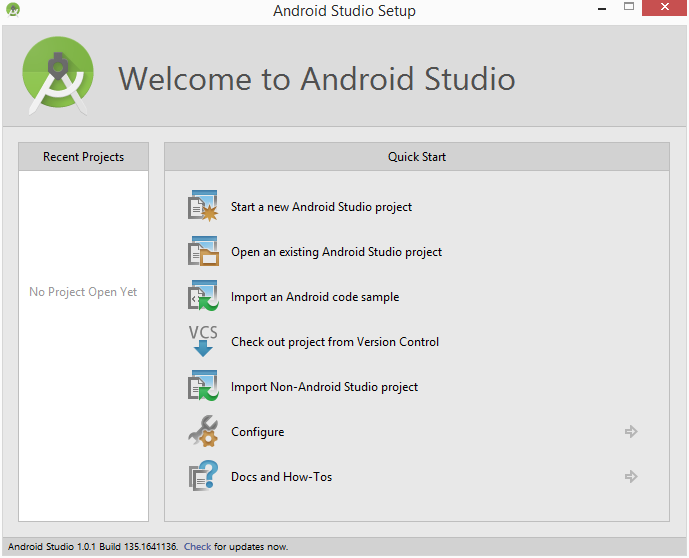 Android Studio Setup
Welcome to Android Studio
Recent Projects
No Project Open Yet
Quick Start
Start a new Android Studio project
Open an existing Android Studio project
Import an Android code sample
VCS
Check out project from Version Control
Import Non-Android Studio project
Configure
Docs and How-Tos
Android Studio 1.0.1 Build 135.1641136. Check for updates now.